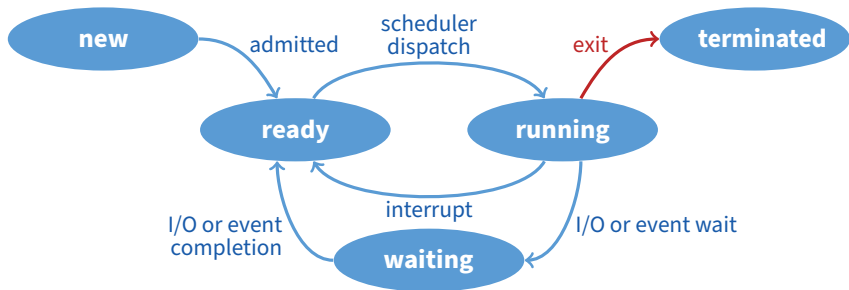 new
admitted
scheduler
dispatch
exit
terminated
ready
running
interrupt
I/O or event
completion
I/O or event wait
waiting